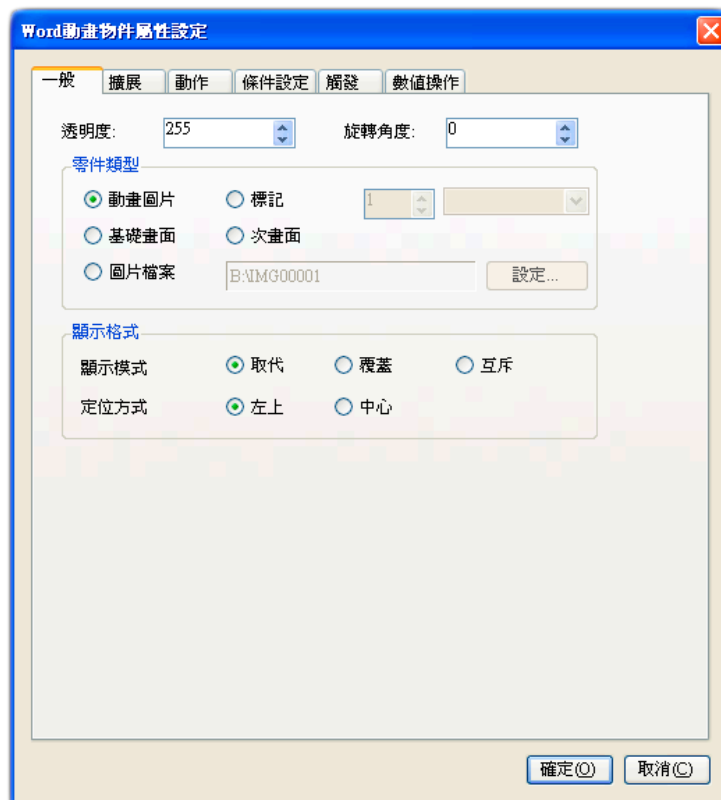 Word動畫物件屬性設定
一般 擴展 動作 條件設定 觸發 數值操作
透明度: 255 旋轉角度: 0
零件類型
動畫圖片 標記 1
基礎畫面 次畫面
圖片檔案 B:\IMG00001 設定...
顯示格式
顯示模式 取代 覆蓋 互斥
定位方式 左上 中心
確定(O) 取消(C)